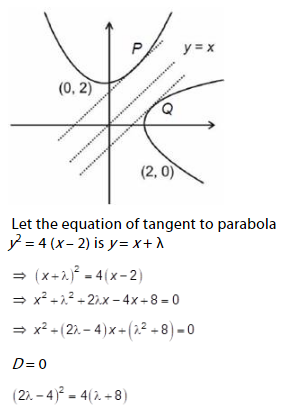 P
y = x
(0, 2)
Q
(2, 0)
Let the equation of tangent to parabola
y² = 4 (x – 2) is y = x + λ
⇒ (x + λ)² = 4(x – 2)
⇒ x² + λ² + 2λx – 4x + 8 = 0
⇒ x² + (2λ – 4)x + (λ² + 8) = 0
D = 0
(2λ – 4)² = 4(λ + 8)